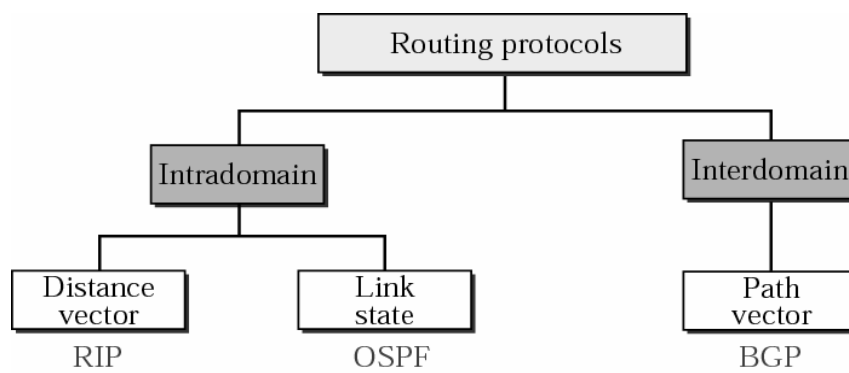 Routing protocols
Intradomain
Interdomain
Distance
vector
Link
state
Path
vector
RIP
OSPF
BGP